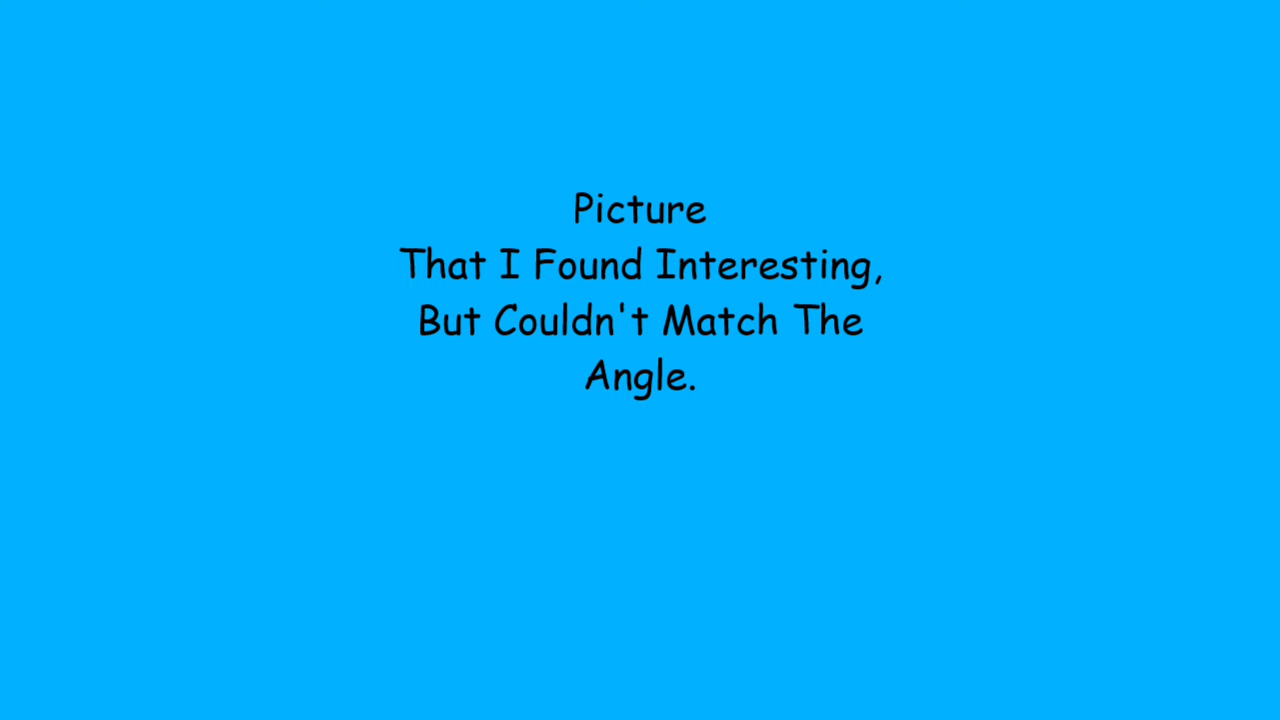 Picture
That I Found Interesting,
But Couldn't Match The
Angle.